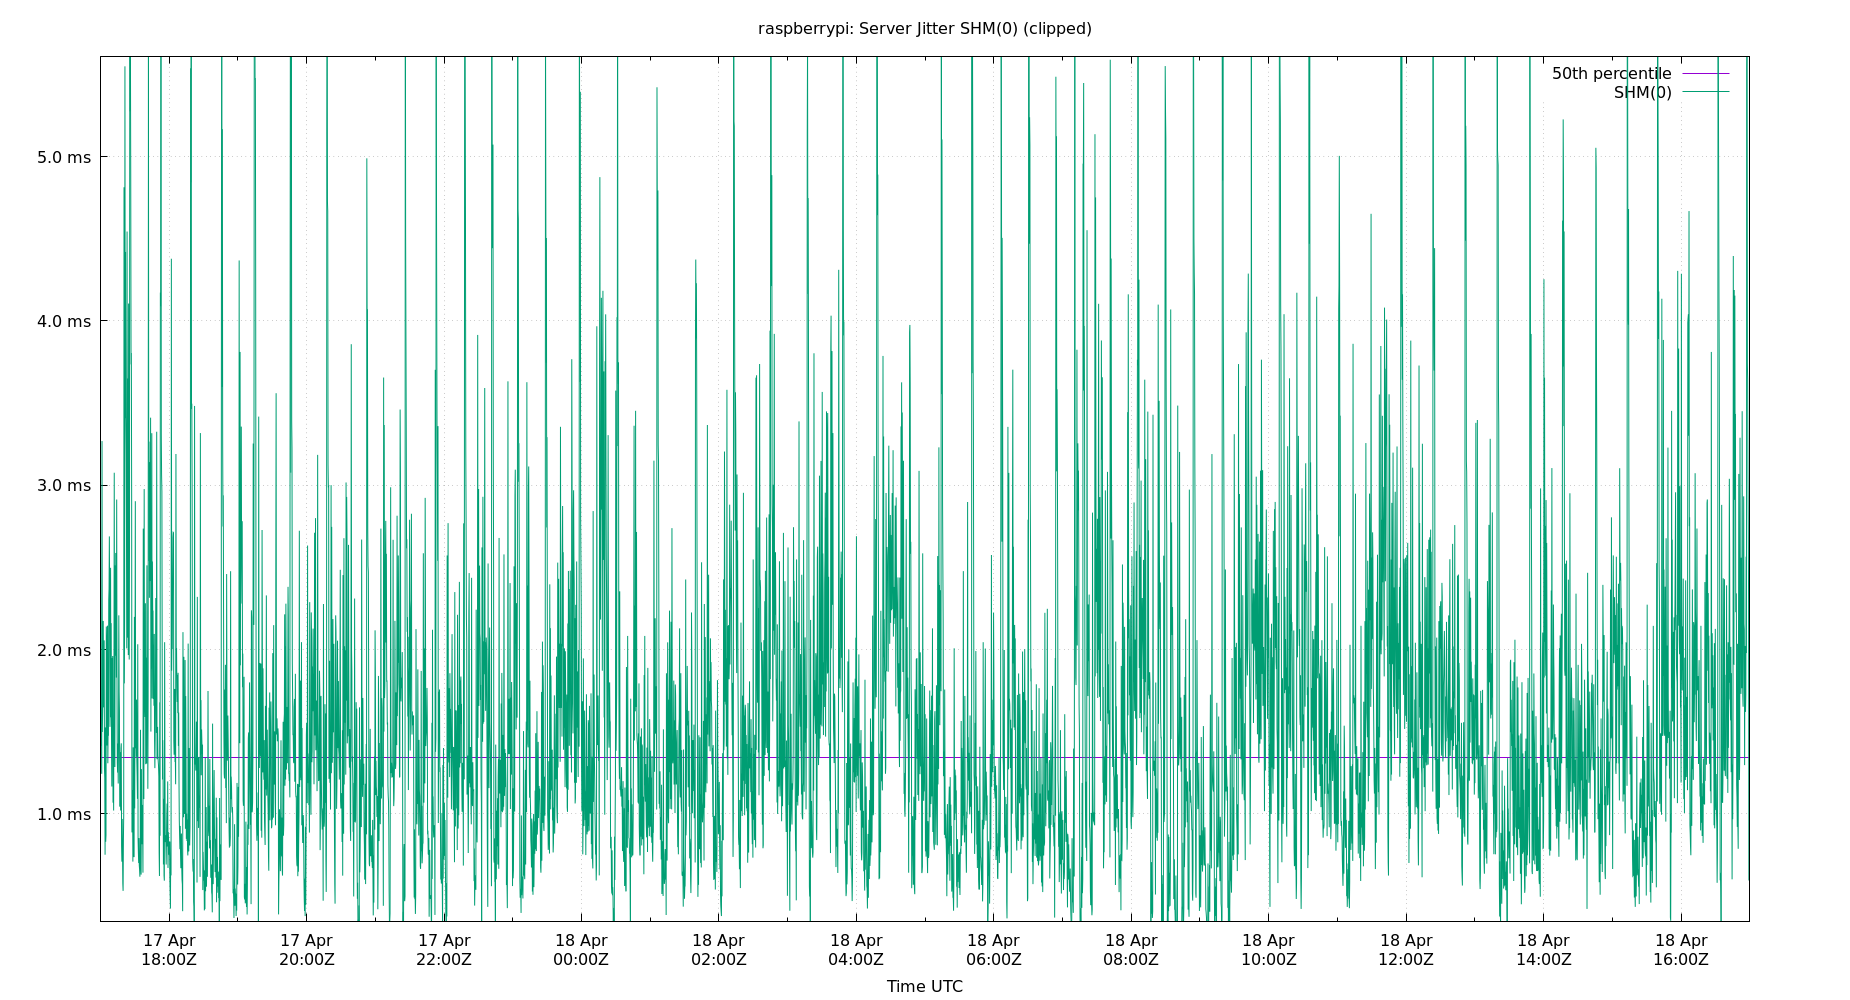 raspberrypi: Server Jitter SHM(0) (clipped)
50th percentile
SHM(0)
5.0 ms
4.0 ms
3.0 ms
2.0 ms
1.0 ms
17 Apr 17 Apr 17 Apr 18 Apr 18 Apr 18 Apr 18 Apr 18 Apr 18 Apr 18 Apr 18 Apr 18 Apr
18:00Z 20:00Z 22:00Z 00:00Z 02:00Z 04:00Z 06:00Z 08:00Z 10:00Z 12:00Z 14:00Z 16:00Z
Time UTC